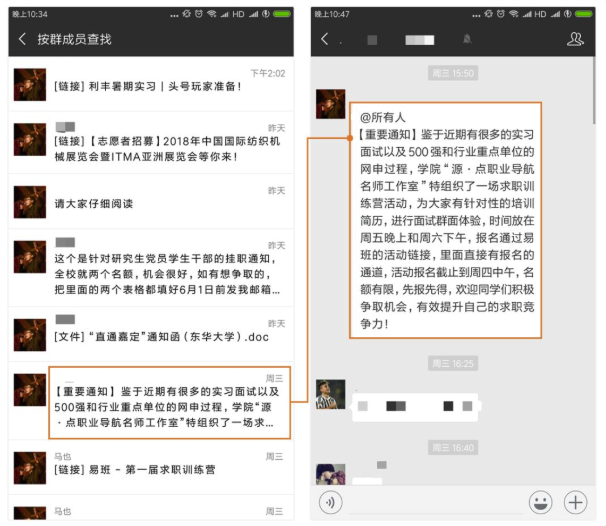 晚上10:34
... HD
按群成员查找
下午2:02
[链接] 利丰暑期实习｜头号玩家准备！
昨天
[链接]【志愿者招募】2018年中国国际纺织机
械展览会暨ITMA亚洲展览会等你来！
昨天
请大家仔细阅读
昨天
这个是针对研究生党员学生干部的挂职通知，
全校就两个名额，机会很好，如有想争取的，
把里面的两个表格都填好6月1日前发我邮箱...
昨天
[文件] “直通嘉定”通知函（东华大学）.doc
周三
【重要通知】鉴于近期有很多的实习面试以及
500强和行业重点单位的网申过程，学院“源
·点职业导航名师工作室”特组织了一场求...
马也
周三
[链接] 易班 - 第一届求职训练营
马也
周三
晚上10:47
... HD
周三 15:50
@所有人
【重要通知】鉴于近期有很多的实习
面试以及500强和行业重点单位的
网申过程，学院“源·点职业导航
名师工作室”特组织了一场求职训
练营活动，为大家有针对性的培训
简历，进行面试群面体验，时间放在
周五晚上和周六下午，报名通过易
班的活动链接，里面直接有报名的
通道，活动报名截止到周四中午，名
额有限，先报先得，欢迎同学们积极
争取机会，有效提升自己的求职竞
争力！
周三 16:25
周三 16:40